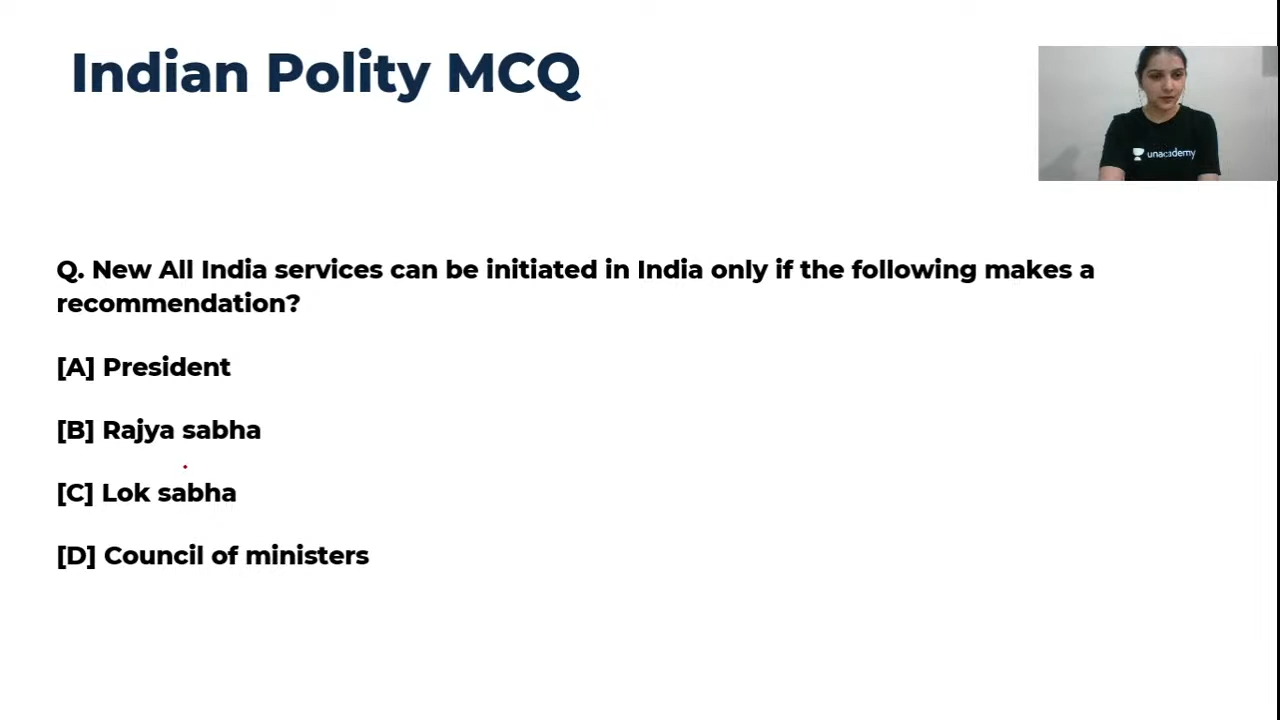 Indian Polity MCQ
unacademy
Q. New All India services can be initiated in India only if the following makes a
recommendation?
[A] President
[B] Rajya sabha
[C] Lok sabha
[D] Council of ministers